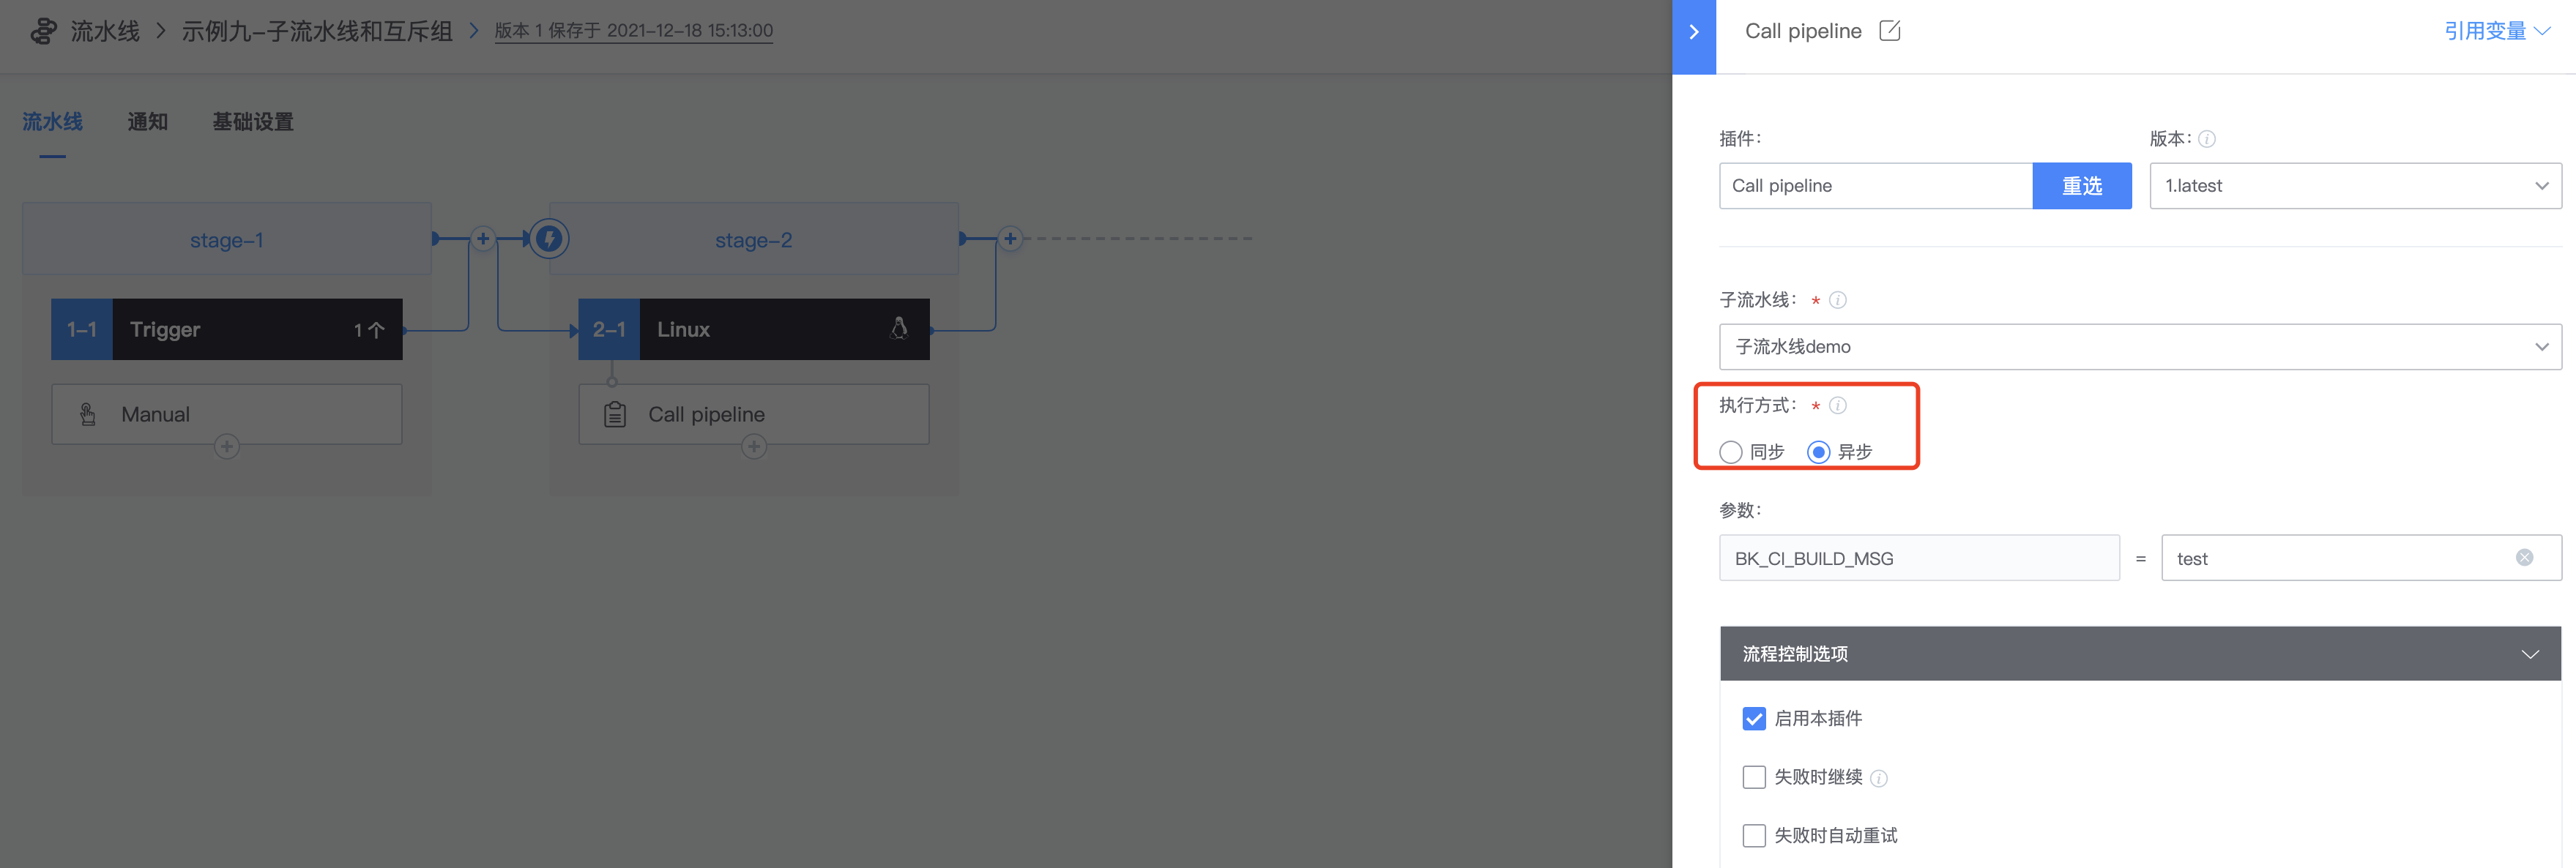 流水线 > 示例九-子流水线和互斥组 > 版本 1 保存于 2021-12-18 15:13:00
流水线 通知 基础设置
stage-1
1-1 Trigger 1 个
Manual
stage-2
2-1 Linux
Call pipeline
Call pipeline
引用变量
插件:
Call pipeline 重选
版本:
1.latest
子流水线: *
子流水线demo
执行方式: *
同步 异步
参数:
BK_CI_BUILD_MSG = test
流程控制选项
启用本插件
失败时继续
失败时自动重试